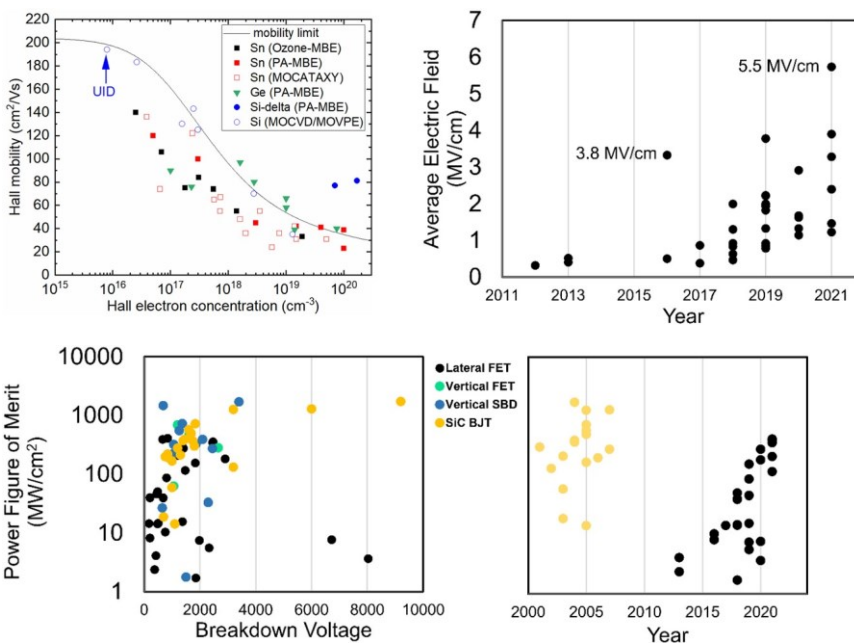 220
200
180
160
140
120
100
80
60
40
20
0
Hall mobility (cm²/Vs)
UID
mobility limit
Sn (Ozone-MBE)
Sn (PA-MBE)
Sn (MOCATAXY)
Ge (PA-MBE)
Si-delta (PA-MBE)
Si (MOCVD/MOVPE)
10¹⁵ 10¹⁶ 10¹⁷ 10¹⁸ 10¹⁹ 10²⁰
Hall electron concentration (cm⁻³)
7
6
5
4
3
2
1
0
Average Electric Fleid
(MV/cm)
5.5 MV/cm
3.8 MV/cm
2011 2013 2015 2017 2019 2021
Year
10000
1000
100
10
1
Power Figure of Merit
(MW/cm²)
0 2000 4000 6000 8000 10000
Breakdown Voltage
Lateral FET
Vertical FET
Vertical SBD
SiC BJT
2000 2005 2010 2015 2020
Year